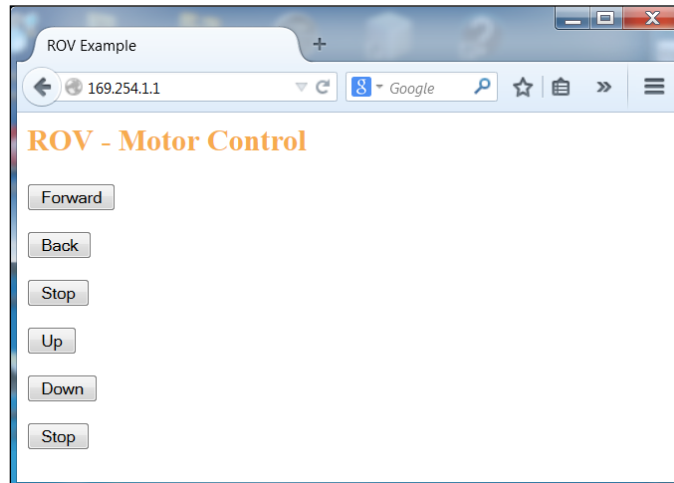 ROV Example
169.254.1.1
Google
ROV - Motor Control
Forward
Back
Stop
Up
Down
Stop